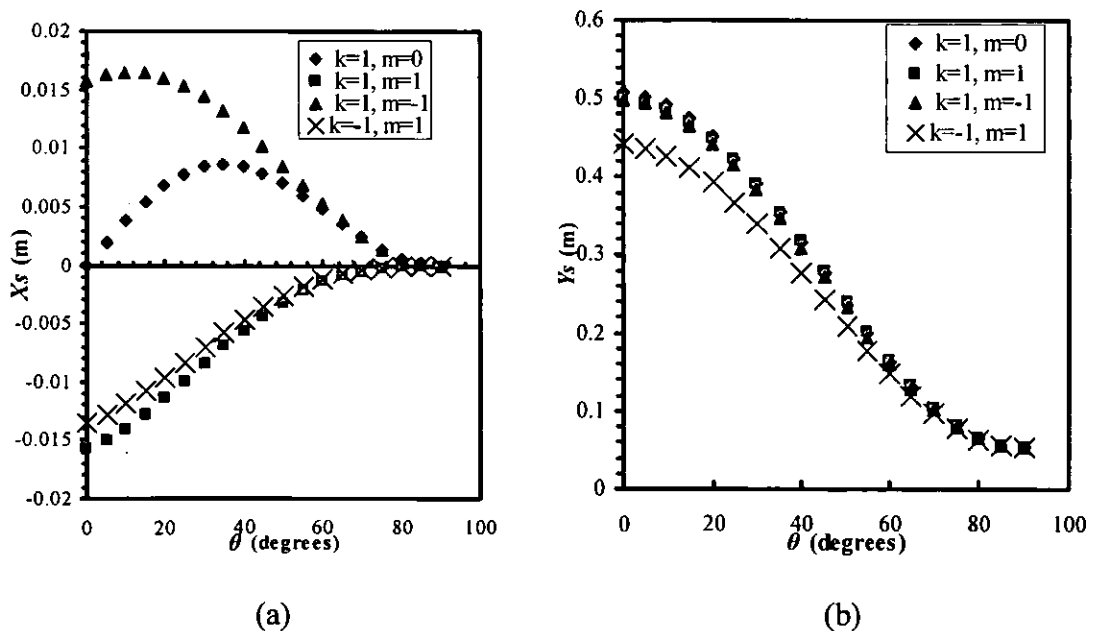 0.02
0.015
0.01
0.005
0
-0.005
-0.01
-0.015
-0.02
Xs (m)
k=1, m=0
k=1, m=1
k=1, m=-1
k=-1, m=1
0 20 40 60 80 100
θ (degrees)
(a)
0.6
0.5
0.4
0.3
0.2
0.1
0
Ys (m)
k=1, m=0
k=1, m=1
k=1, m=-1
k=-1, m=1
0 20 40 60 80 100
θ (degrees)
(b)